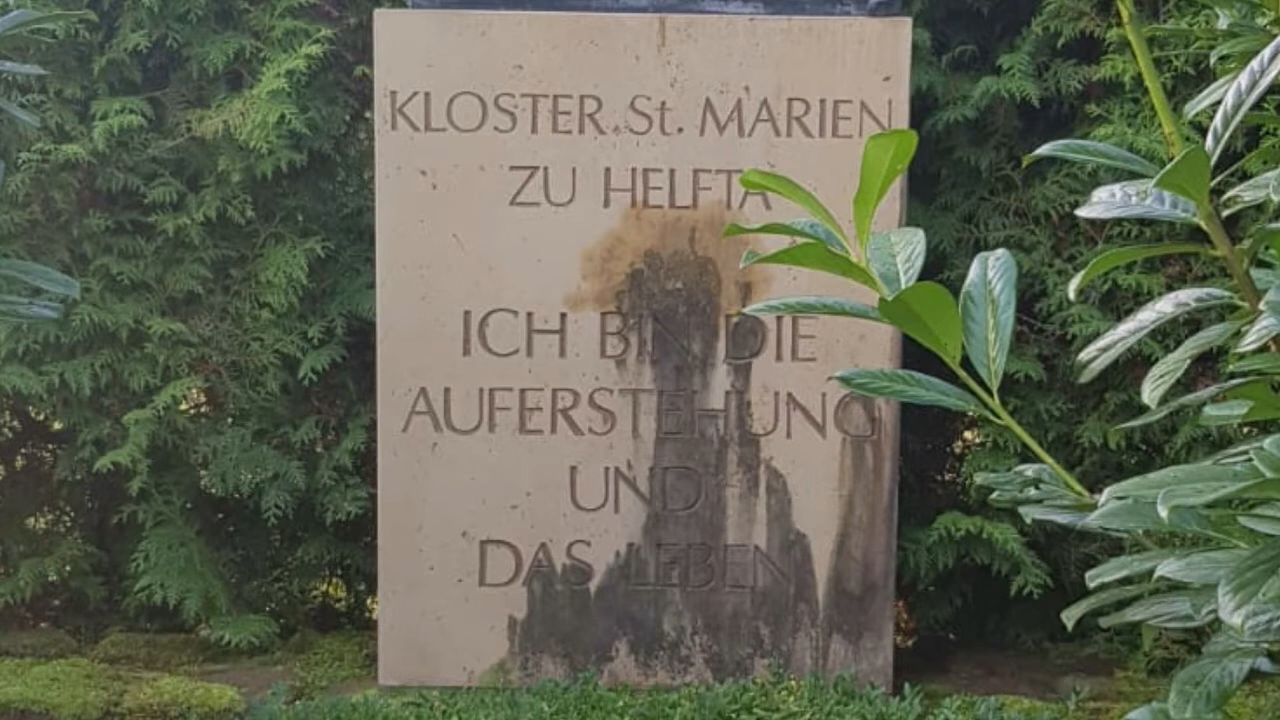 KLOSTER St. MARIEN
ZU HELFTA
ICH BIN DIE
AUFERSTEHUNG
UND
DAS LEBEN